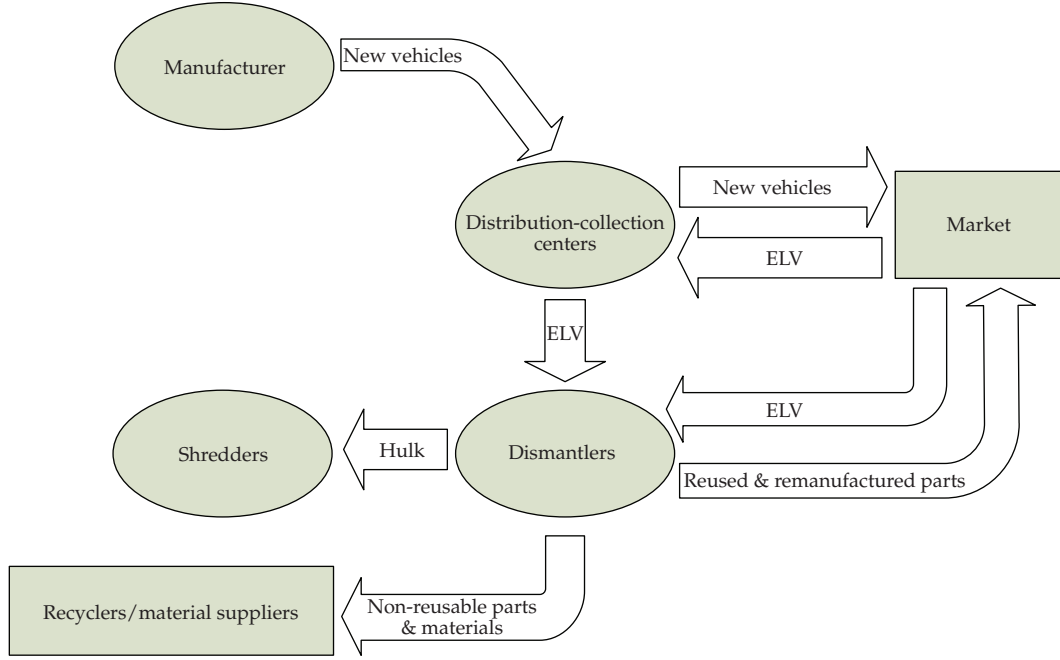 Manufacturer
New vehicles
Distribution-collection
centers
New vehicles
Market
ELV
ELV
ELV
Shredders
Hulk
Dismantlers
Reused & remanufactured parts
Recyclers/material suppliers
Non-reusable parts
& materials